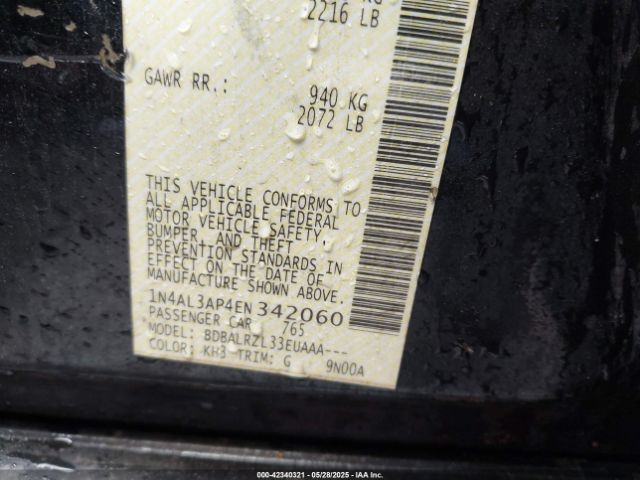 KG
2216 LB
GAWR RR.: 940 KG
2072 LB
THIS VEHICLE CONFORMS TO
ALL APPLICABLE FEDERAL
MOTOR VEHICLE SAFETY,
BUMPER, AND THEFT
PREVENTION STANDARDS IN
EFFECT ON THE DATE OF
MANUFACTURE SHOWN ABOVE.
1N4AL3AP4EN342060
PASSENGER CAR 765
MODEL: BDBALRZL33EUAAA---
COLOR: KH3 TRIM: G 9N00A
000-42340321 | 05/28/2025 | IAA Inc.